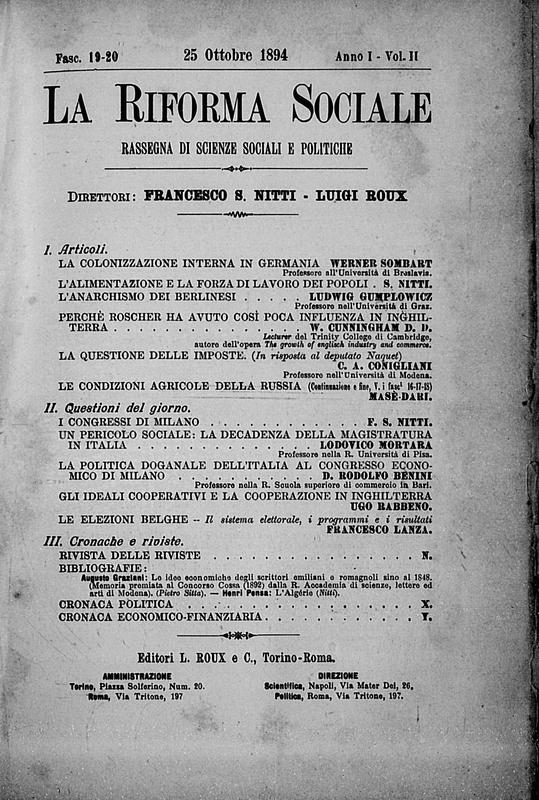 Fasc. 19-20 25 Ottobre 1894 Anno I - Vol. II
LA RIFORMA SOCIALE
RASSEGNA DI SCIENZE SOCIALI E POLITICHE
DIRETTORI: FRANCESCO S. NITTI - LUIGI ROUX
I. Articoli.
LA COLONIZZAZIONE INTERNA IN GERMANIA WERNER SOMBART
Professore all'Università di Breslavia.
L'ALIMENTAZIONE E LA FORZA DI LAVORO DEI POPOLI . S. NITTI.
L'ANARCHISMO DEI BERLINESI . . . . . LUDWIG GUMPLOWICZ
Professore nell'Università di Graz.
PERCHÈ ROSCHER HA AVUTO COSÌ POCA INFLUENZA IN INGHIL-
TERRA . . . . . . . . . . . . . . W. CUNNINGHAM D. D.
Lecturer del Trinity College di Cambridge,
autore dell'opera The growth of englisch industry and commerce.
LA QUESTIONE DELLE IMPOSTE. (In risposta al deputato Naquet)
C. A. CONIGLIANI
Professore nell'Università di Modena.
LE CONDIZIONI AGRICOLE DELLA RUSSIA (Continuazione e fine, V. i fasc¹ 16-17-18)
MASÈ-DARI.
II. Questioni del giorno.
I CONGRESSI DI MILANO . . . . . . . . . . . . F. S. NITTI.
UN PERICOLO SOCIALE: LA DECADENZA DELLA MAGISTRATURA
IN ITALIA . . . . . . . . . . . . . LODOVICO MORTARA
Professore nella R. Università di Pisa.
LA POLITICA DOGANALE DELL'ITALIA AL CONGRESSO ECONO-
MICO DI MILANO . . . . . . . . . . D. RODOLFO BENINI
Professore nella R. Scuola superiore di commercio in Bari.
GLI IDEALI COOPERATIVI E LA COOPERAZIONE IN INGHILTERRA
UGO RABBENO.
LE ELEZIONI BELGHE -- Il sistema elettorale, i programmi e i risultati
FRANCESCO LANZA.
III. Cronache e riviste.
RIVISTA DELLE RIVISTE . . . . . . . . . . . . . . . N.
BIBLIOGRAFIE:
Augusto Graziani: Le idee economiche degli scrittori emiliani e romagnoli sino al 1848.
(Memoria premiata al Concorso Cossa (1892) dalla R. Accademia di scienze, lettere ed
arti di Modena). (Pietro Sitta). — Henri Pensa: L'Algérie (Nitti).
CRONACA POLITICA . . . . . . . . . . . . . . . . . X.
CRONACA ECONOMICO-FINANZIARIA . . . . . . . . . . . Y.
Editori L. ROUX e C., Torino-Roma.
AMMINISTRAZIONE
Torino, Piazza Solferino, Num. 20.
Roma, Via Tritone, 197
DIREZIONE
Scientifica, Napoli, Via Mater Dei, 26,
Politica, Roma, Via Tritone, 197.